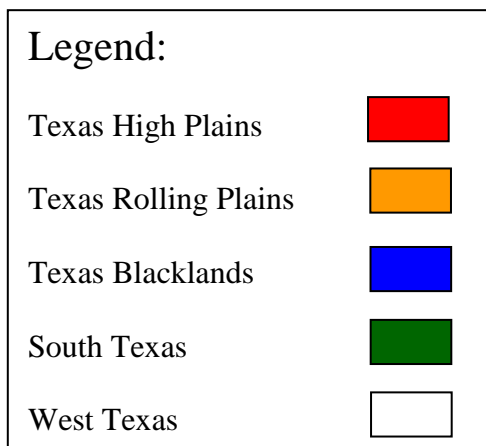 Legend:
Texas High Plains
Texas Rolling Plains
Texas Blacklands
South Texas
West Texas